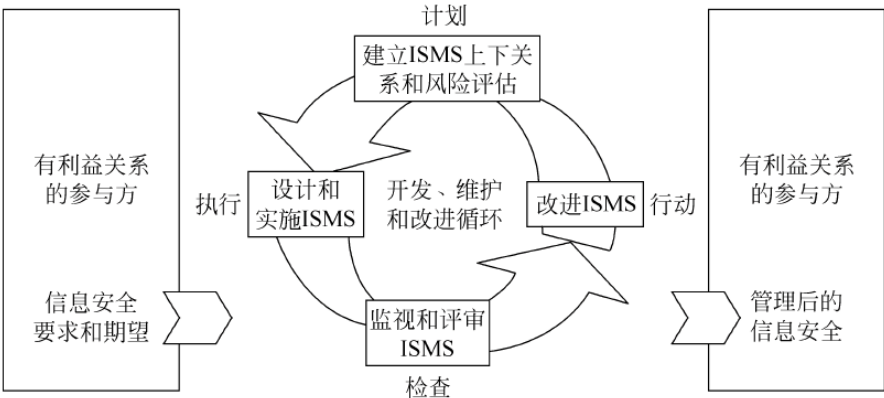 计划
建立ISMS上下关
系和风险评估
有利益关系
的参与方
执行
设计和
实施ISMS
开发、维护
和改进循环
改进ISMS
行动
有利益关系
的参与方
信息安全
要求和期望
监视和评审
ISMS
检查
管理后的
信息安全